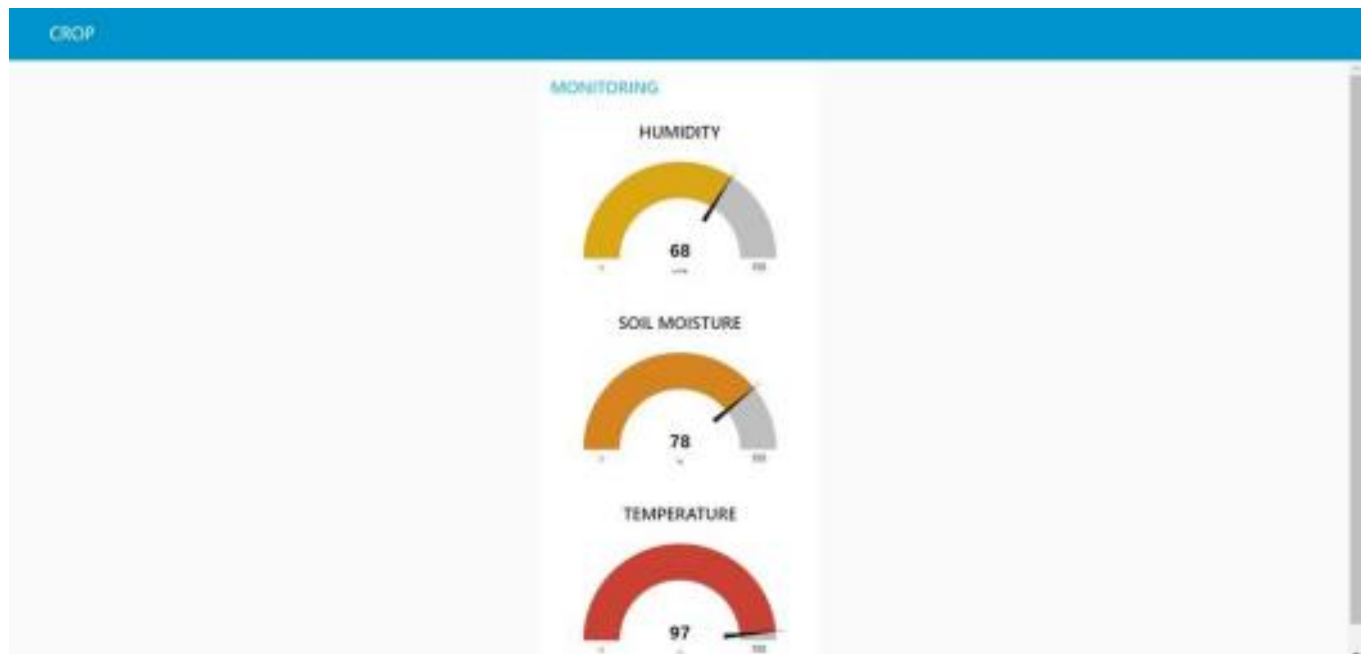 CROP
MONITORING
HUMIDITY
68
SOIL MOISTURE
78
TEMPERATURE
97